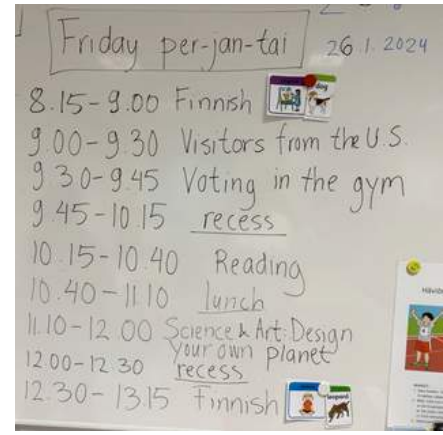 Friday per-jan-tai 26.1.2024
8.15-9.00 Finnish
dog
9.00-9.30 Visitors from the U.S.
9.30-9.45 Voting in the gym
9.45-10.15 recess
10.15-10.40 Reading
10.40-11.10 lunch
11.10-12.00 Science & Art: Design
your own planet
12.00-12.30 recess
12.30-13.15 Finnish
leopard